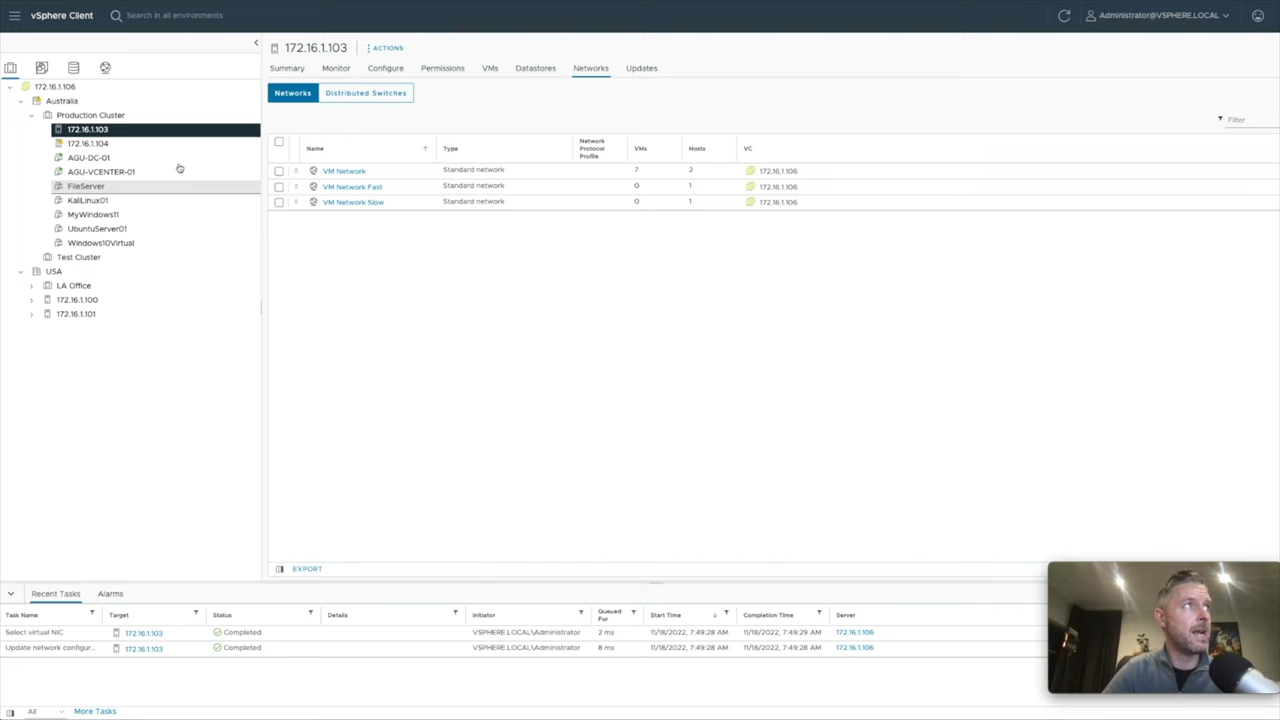 vSphere Client
Search in all environments
Administrator@VSPHERE.LOCAL
172.16.1.103
ACTIONS
Summary Monitor Configure Permissions VMs Datastores Networks Updates
Networks Distributed Switches
Filter
172.16.1.106
Australia
Production Cluster
172.16.1.103
172.16.1.104
AGU-DC-01
AGU-VCENTER-01
FileServer
KaliLinux01
MyWindows11
UbuntuServer01
Windows10Virtual
Test Cluster
USA
LA Office
172.16.1.100
172.16.1.101
Name Type Network Protocol Profile VMs Hosts VC
VM Network Standard network 7 2 172.16.1.106
VM Network Fast Standard network 0 1 172.16.1.106
VM Network Slow Standard network 0 1 172.16.1.106
EXPORT
Recent Tasks Alarms
Task Name Target Status Details Initiator Queued For Start Time Completion Time Server
Select virtual NIC 172.16.1.103 Completed VSPHERE.LOCAL\Administrator 2 ms 11/18/2022, 7:49:28 AM 11/18/2022, 7:49:29 AM 172.16.1.106
Update network configur... 172.16.1.103 Completed VSPHERE.LOCAL\Administrator 8 ms 11/18/2022, 7:49:28 AM 11/18/2022, 7:49:28 AM 172.16.1.106
All More Tasks